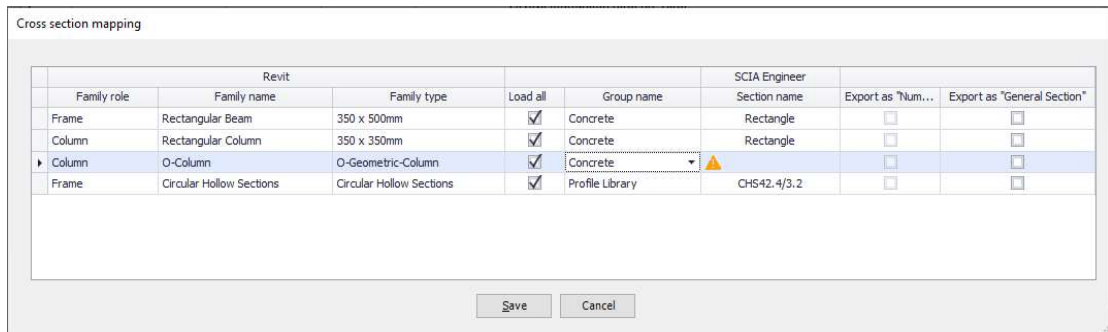 Cross section mapping
Revit SCIA Engineer
Family role Family name Family type Load all Group name Section name Export as "Num... Export as "General Section"
Frame Rectangular Beam 350 x 500mm Concrete Rectangle
Column Rectangular Column 350 x 350mm Concrete Rectangle
Column O-Column O-Geometric-Column Concrete
Frame Circular Hollow Sections Circular Hollow Sections Profile Library CHS42.4/3.2
Save Cancel